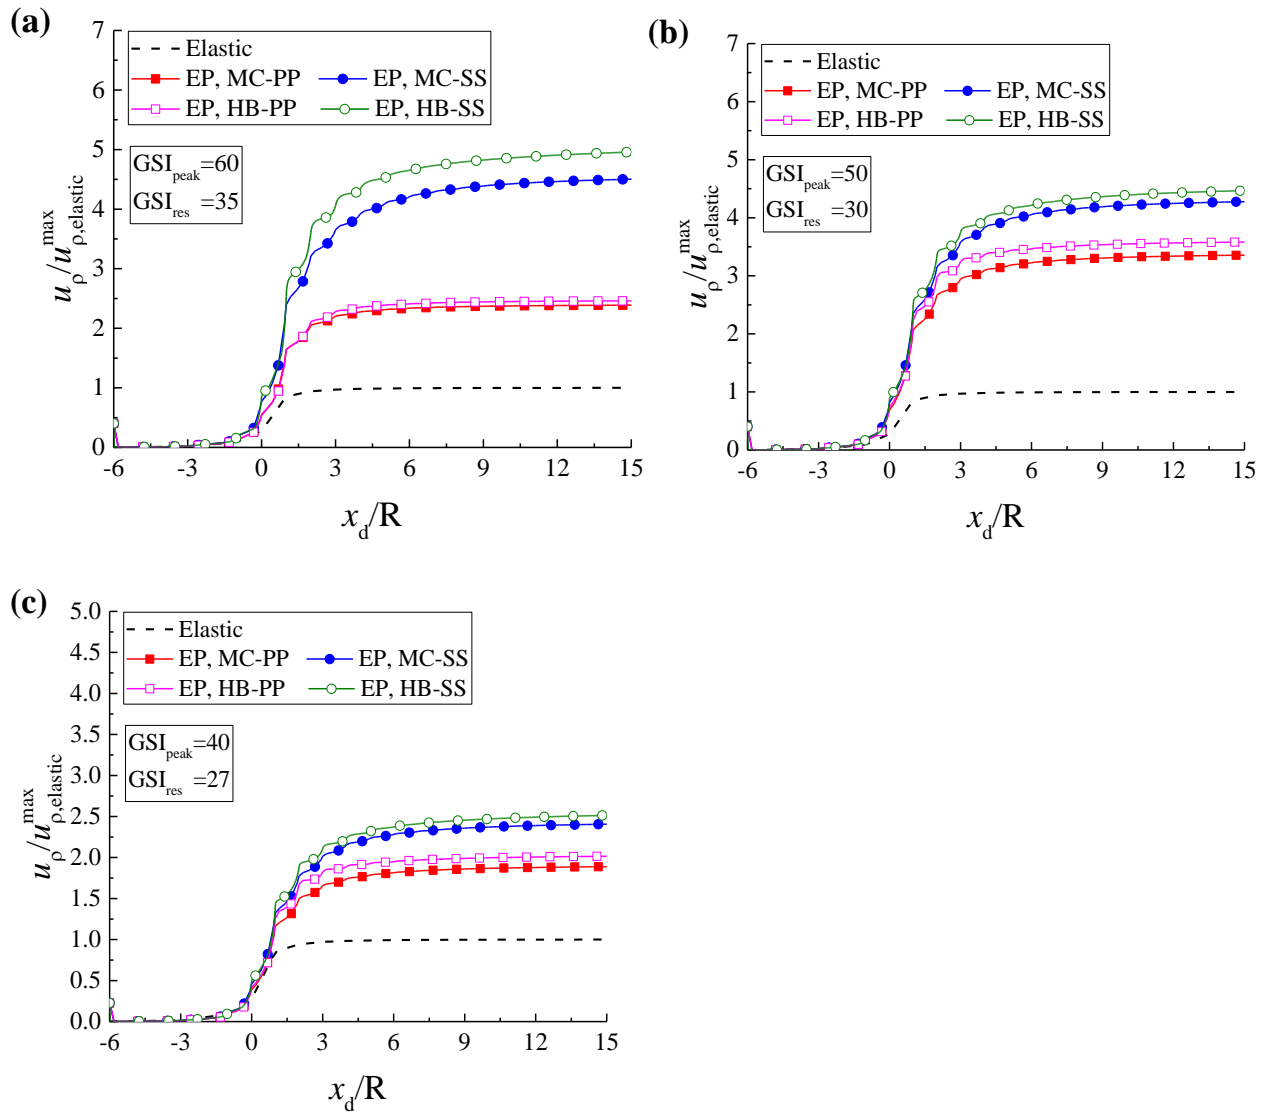 (a)
7
6
5
4
3
2
1
0
Elastic
EP, MC-PP EP, MC-SS
EP, HB-PP EP, HB-SS
GSIpeak=60
GSIres =35
uρ/u max ρ,elastic
-6 -3 0 3 6 9 12 15
xd/R
(b)
7
6
5
4
3
2
1
0
Elastic
EP, MC-PP EP, MC-SS
EP, HB-PP EP, HB-SS
GSIpeak=50
GSIres =30
uρ/u max ρ,elastic
-6 -3 0 3 6 9 12 15
xd/R
(c)
5.0
4.5
4.0
3.5
3.0
2.5
2.0
1.5
1.0
0.5
0.0
Elastic
EP, MC-PP EP, MC-SS
EP, HB-PP EP, HB-SS
GSIpeak=40
GSIres =27
uρ/u max ρ,elastic
-6 -3 0 3 6 9 12 15
xd/R